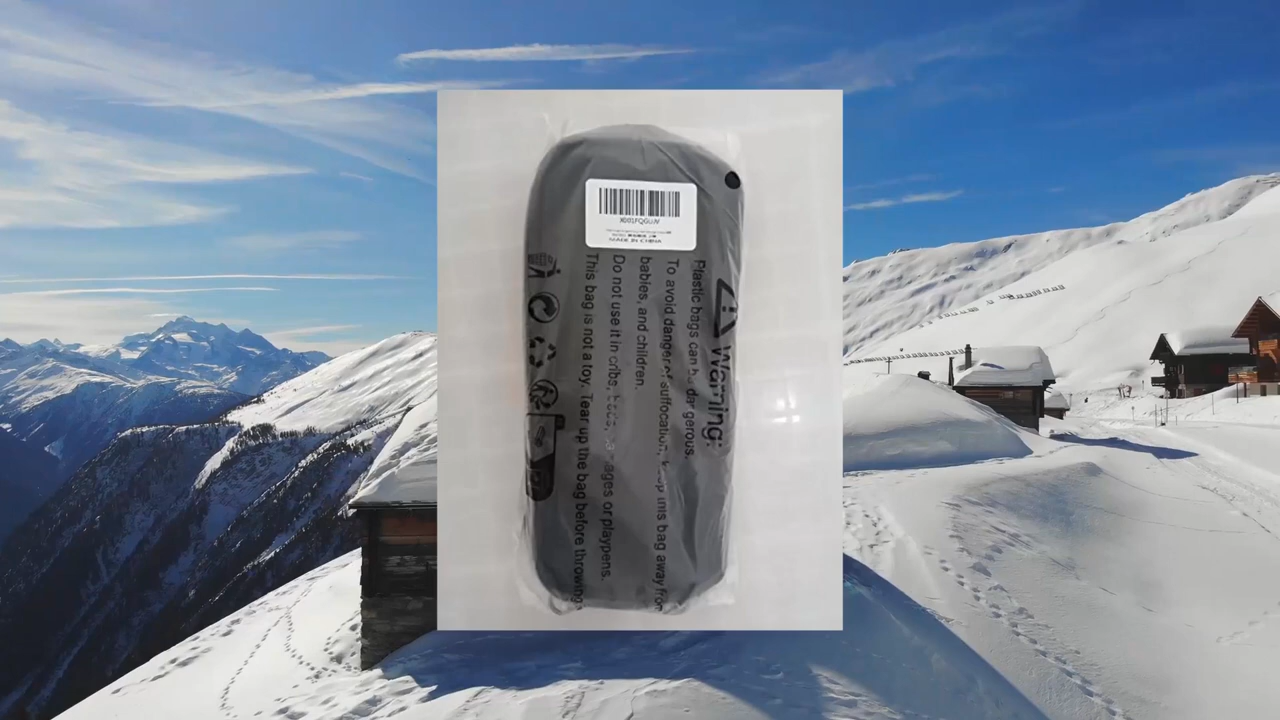 X001FQGUJV
MADE IN CHINA
Warning:
Plastic bags can be dangerous.
To avoid danger of suffocation, keep this bag away from
babies, and children.
Do not use it in cribs, beds, carriages or playpens.
This bag is not a toy. Tear up the bag before throwing